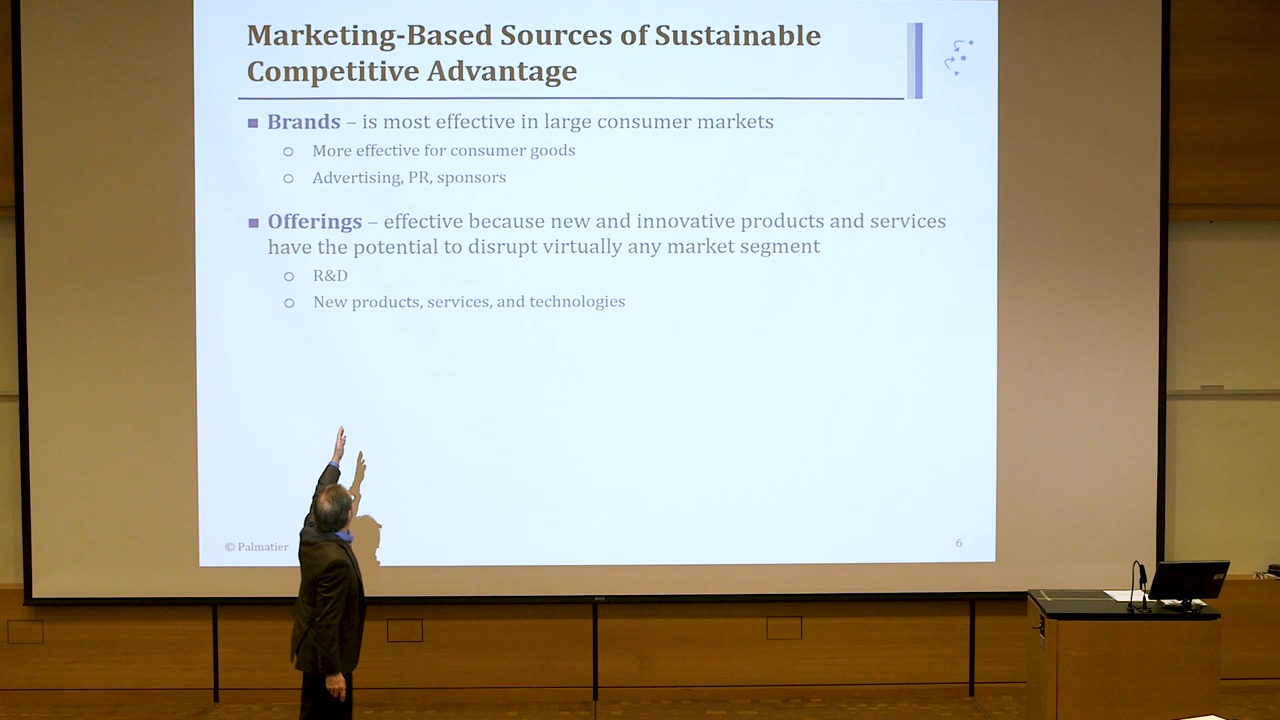 Marketing-Based Sources of Sustainable
Competitive Advantage
Brands – is most effective in large consumer markets
More effective for consumer goods
Advertising, PR, sponsors
Offerings – effective because new and innovative products and services
have the potential to disrupt virtually any market segment
R&D
New products, services, and technologies
© Palmatier
6